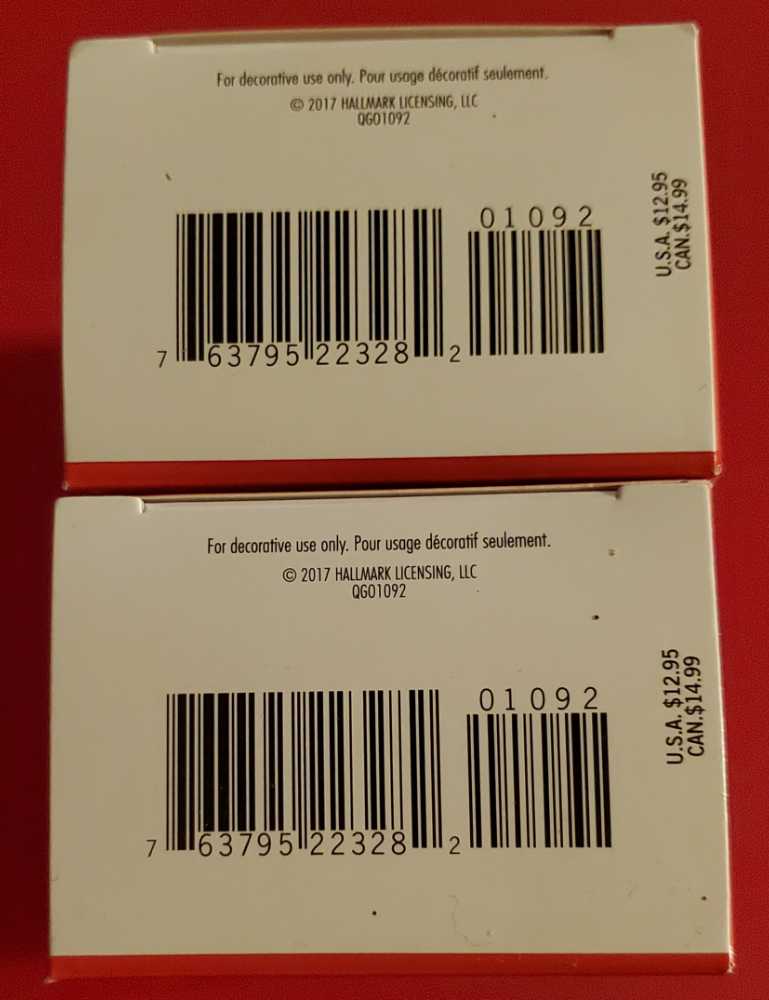 For decorative use only. Pour usage décoratif seulement.
© 2017 HALLMARK LICENSING, LLC
QGO1092
01092
7 63795 22328 2
U.S.A. $12.95
CAN.$14.99
For decorative use only. Pour usage décoratif seulement.
© 2017 HALLMARK LICENSING, LLC
QGO1092
01092
7 63795 22328 2
U.S.A. $12.95
CAN.$14.99